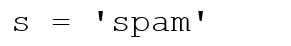 s = 'spam'